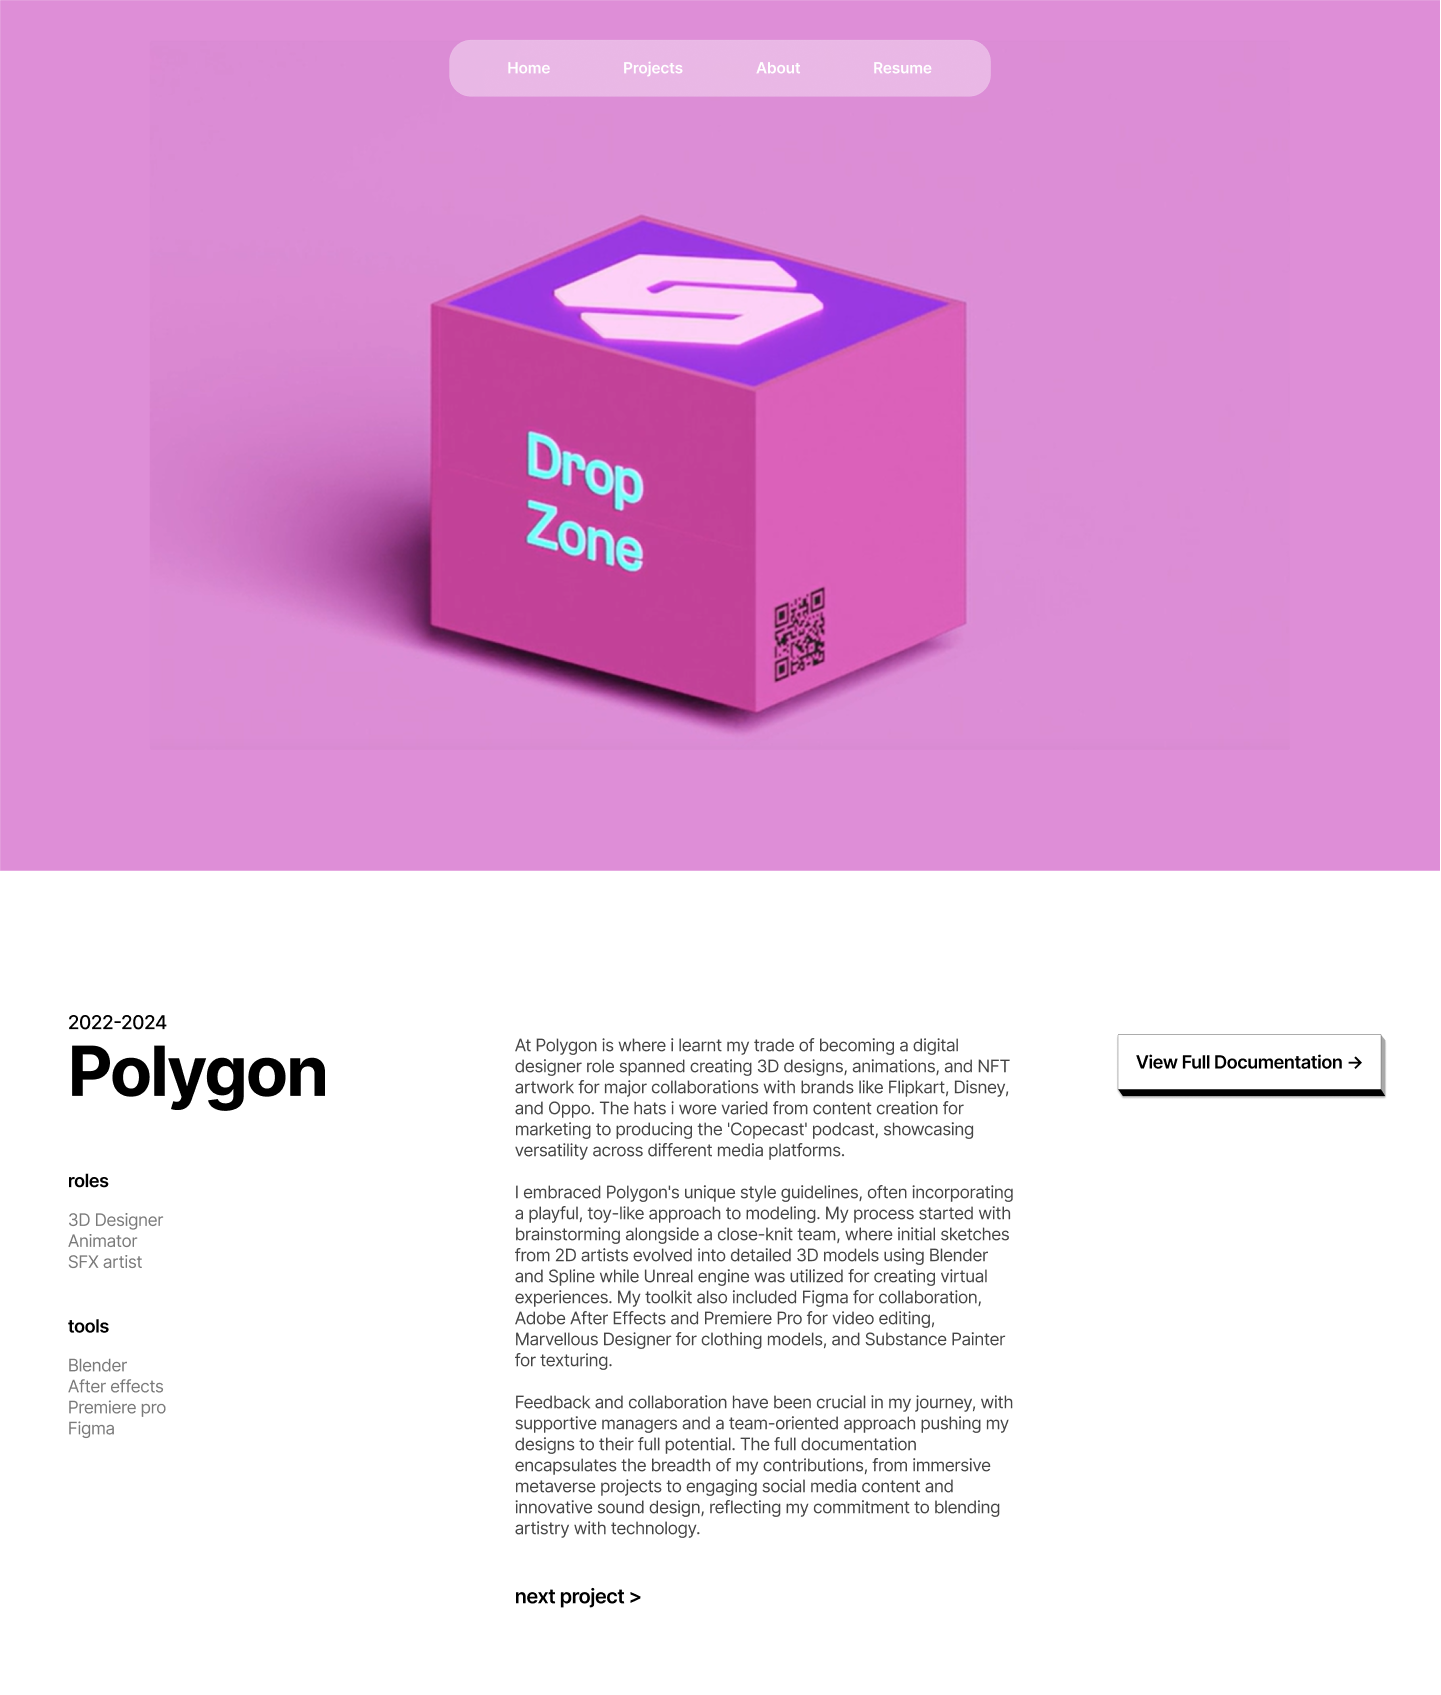 Home Projects About Resume
Drop
Zone
2022-2024
Polygon
roles
3D Designer
Animator
SFX artist
tools
Blender
After effects
Premiere pro
Figma
At Polygon is where i learnt my trade of becoming a digital
designer role spanned creating 3D designs, animations, and NFT
artwork for major collaborations with brands like Flipkart, Disney,
and Oppo. The hats i wore varied from content creation for
marketing to producing the 'Copecast' podcast, showcasing
versatility across different media platforms.
I embraced Polygon's unique style guidelines, often incorporating
a playful, toy-like approach to modeling. My process started with
brainstorming alongside a close-knit team, where initial sketches
from 2D artists evolved into detailed 3D models using Blender
and Spline while Unreal engine was utilized for creating virtual
experiences. My toolkit also included Figma for collaboration,
Adobe After Effects and Premiere Pro for video editing,
Marvellous Designer for clothing models, and Substance Painter
for texturing.
Feedback and collaboration have been crucial in my journey, with
supportive managers and a team-oriented approach pushing my
designs to their full potential. The full documentation
encapsulates the breadth of my contributions, from immersive
metaverse projects to engaging social media content and
innovative sound design, reflecting my commitment to blending
artistry with technology.
next project >
View Full Documentation →